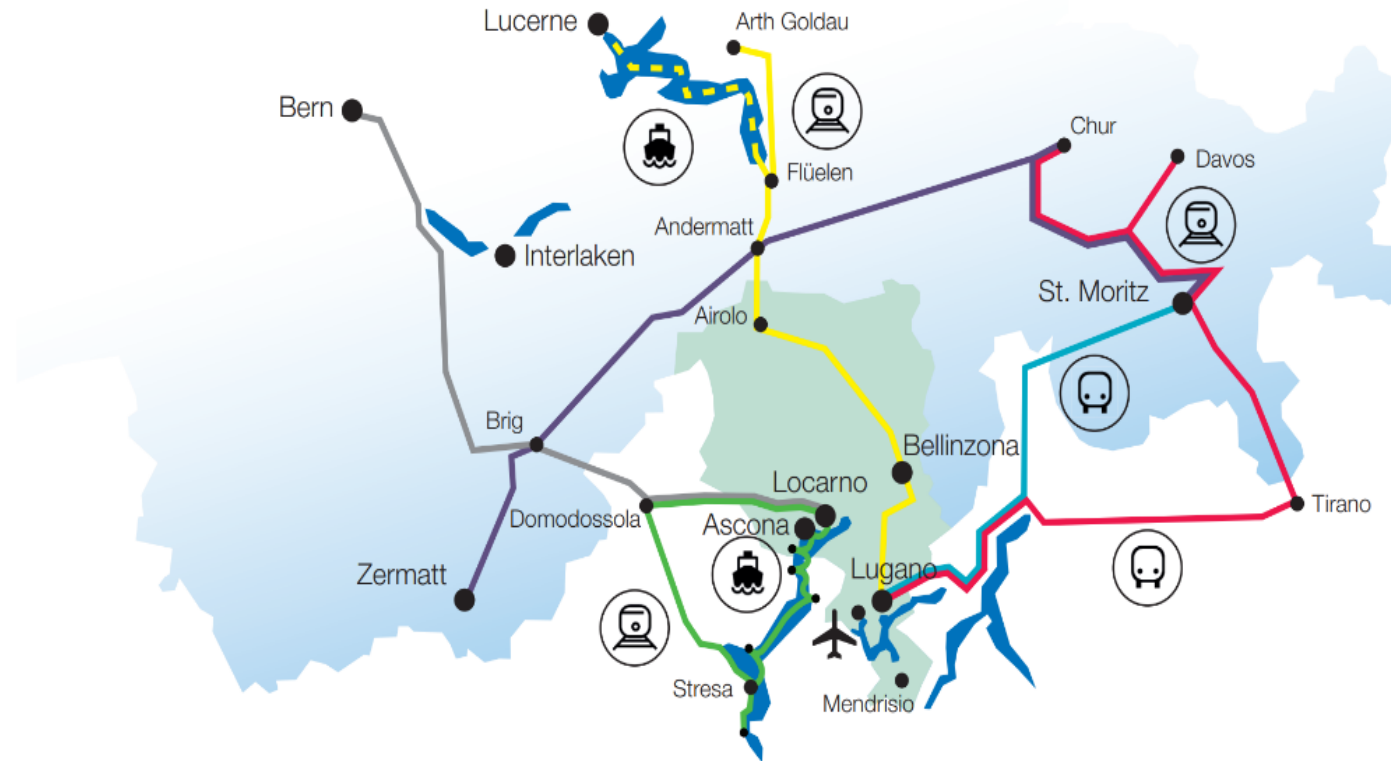 Lucerne
Arth Goldau
Bern
Chur
Davos
Flüelen
Andermatt
Interlaken
St. Moritz
Airolo
Brig
Bellinzona
Locarno
Domodossola
Ascona
Tirano
Zermatt
Lugano
Stresa
Mendrisio